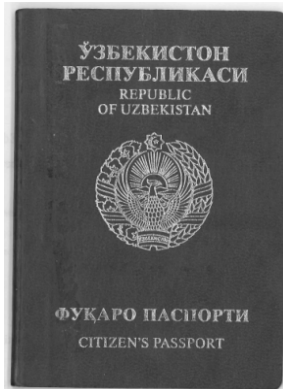 ЎЗБЕКИСТОН
РЕСПУБЛИКАСИ
REPUBLIC
OF UZBEKISTAN
ФУҚАРО ПАСПОРТИ
CITIZEN'S PASSPORT